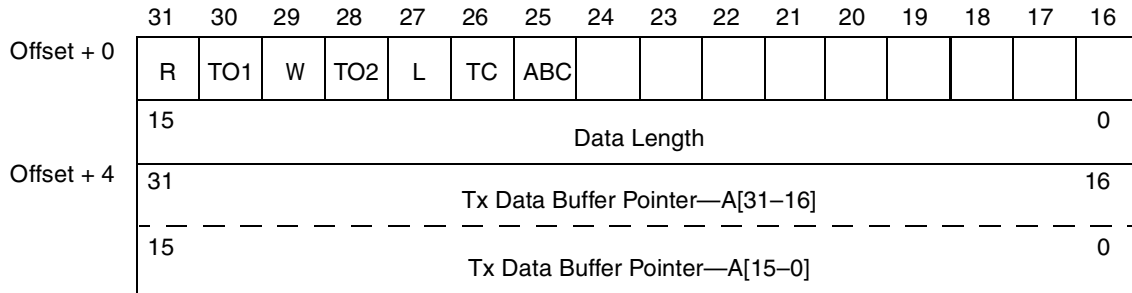 31 30 29 28 27 26 25 24 23 22 21 20 19 18 17 16
Offset + 0
R TO1 W TO2 L TC ABC
15 0
Data Length
Offset + 4
31 16
Tx Data Buffer Pointer—A[31–16]
15 0
Tx Data Buffer Pointer—A[15–0]